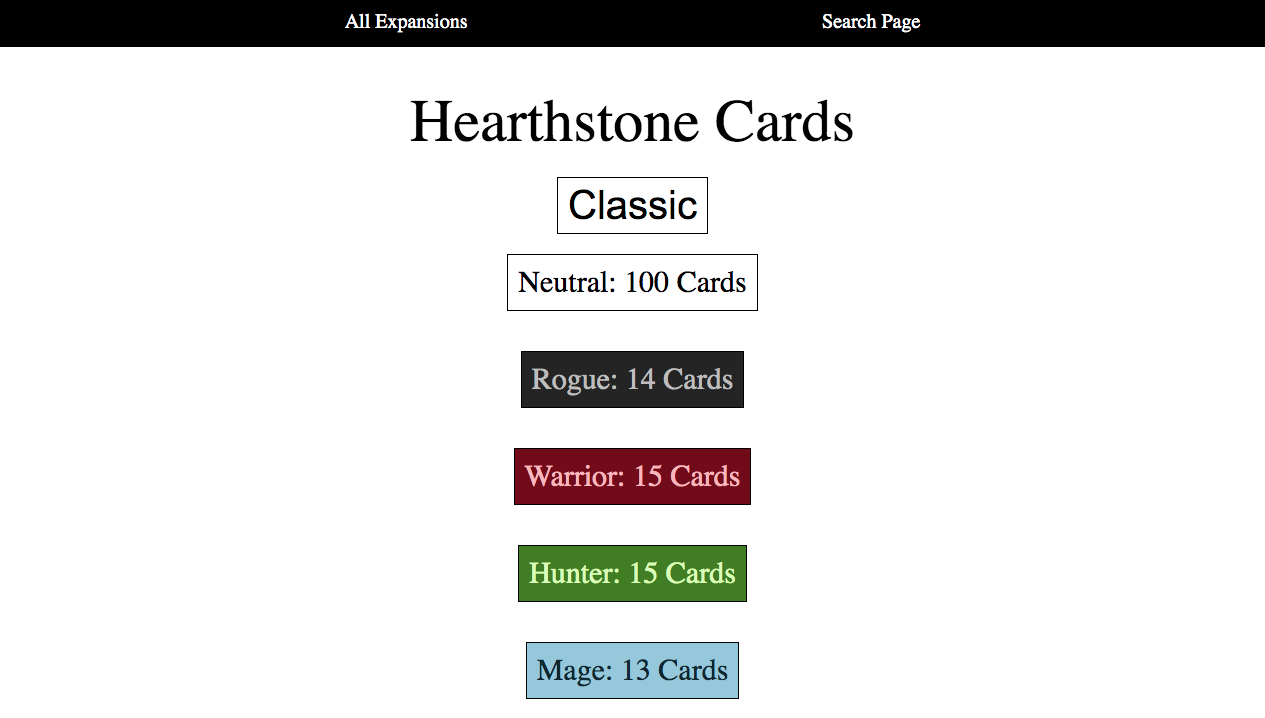 All Expansions Search Page
Hearthstone Cards
Classic
Neutral: 100 Cards
Rogue: 14 Cards
Warrior: 15 Cards
Hunter: 15 Cards
Mage: 13 Cards